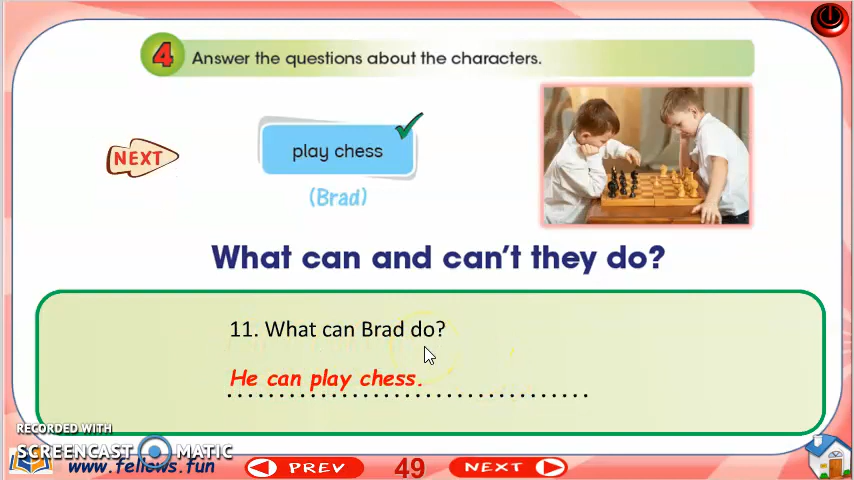 4 Answer the questions about the characters.
play chess
NEXT
(Brad)
What can and can't they do?
11. What can Brad do?
He can play chess.
RECORDED WITH
SCREENCAST MATIC
www.fellows.fun
PREV
49
NEXT